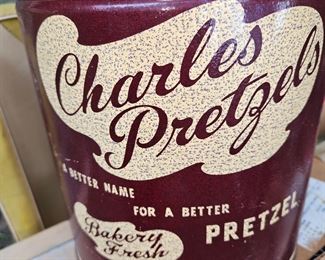 Charles
Pretzels
A BETTER NAME
FOR A BETTER
PRETZEL
Bakery
Fresh